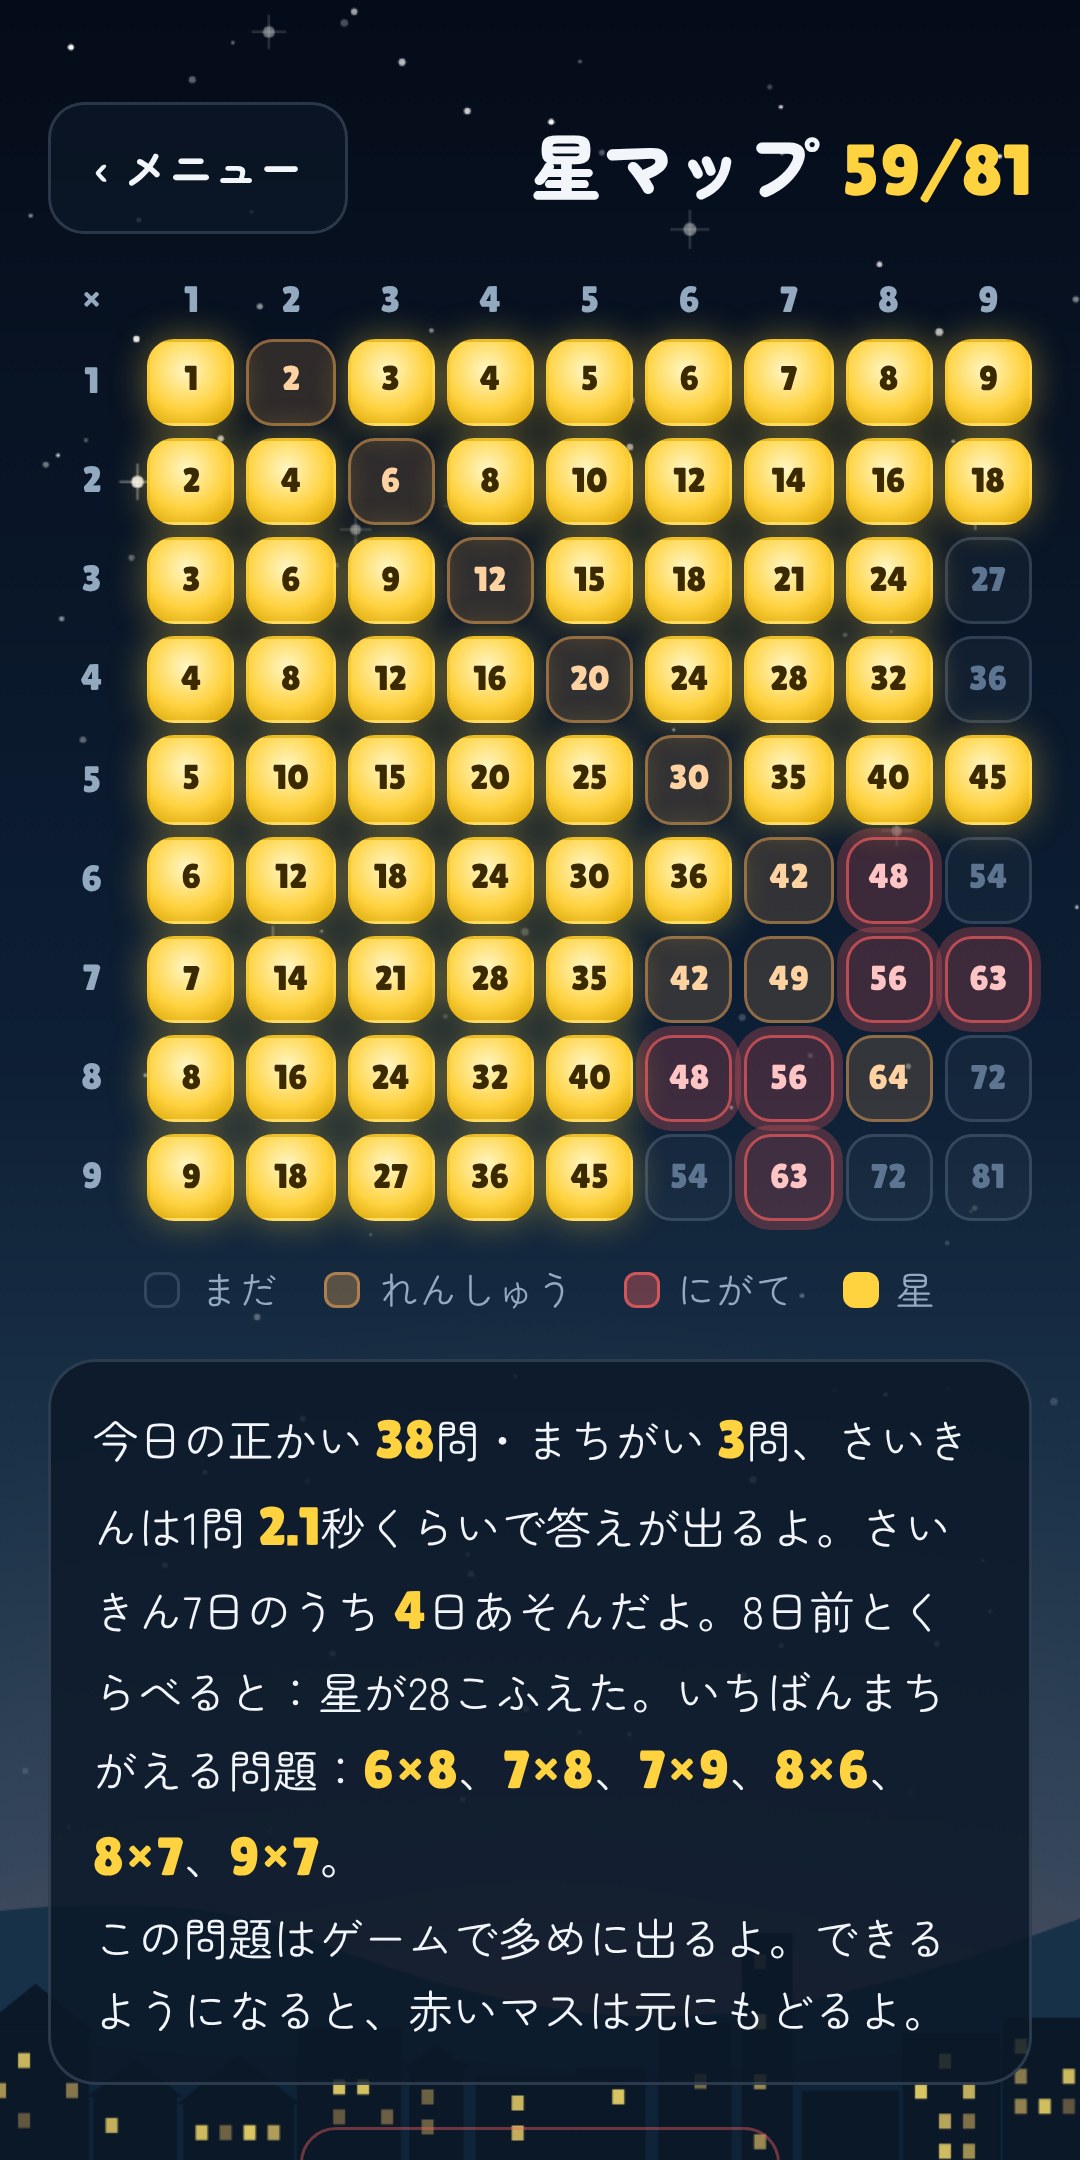 ‹ メニュー
星マップ 59/81
× 1 2 3 4 5 6 7 8 9
1 1 2 3 4 5 6 7 8 9
2 2 4 6 8 10 12 14 16 18
3 3 6 9 12 15 18 21 24 27
4 4 8 12 16 20 24 28 32 36
5 5 10 15 20 25 30 35 40 45
6 6 12 18 24 30 36 42 48 54
7 7 14 21 28 35 42 49 56 63
8 8 16 24 32 40 48 56 64 72
9 9 18 27 36 45 54 63 72 81
まだ れんしゅう にがて 星
今日の正かい 38問・まちがい 3問、さいき
んは1問 2.1秒くらいで答えが出るよ。さい
きん7日のうち 4日あそんだよ。8日前とく
らべると：星が28こふえた。いちばんまち
がえる問題：6×8、7×8、7×9、8×6、
8×7、9×7。
この問題はゲームで多めに出るよ。できる
ようになると、赤いマスは元にもどるよ。